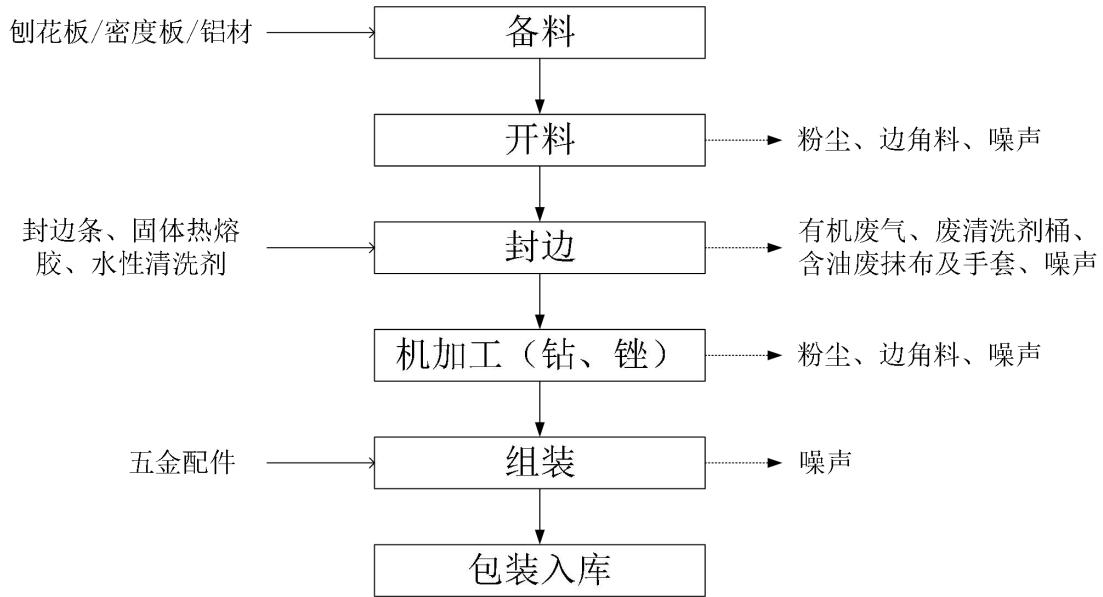 刨花板/密度板/铝材
备料
开料
粉尘、边角料、噪声
封边条、固体热熔
胶、水性清洗剂
封边
有机废气、废清洗剂桶、
含油废抹布及手套、噪声
机加工（钻、锉）
粉尘、边角料、噪声
五金配件
组装
噪声
包装入库